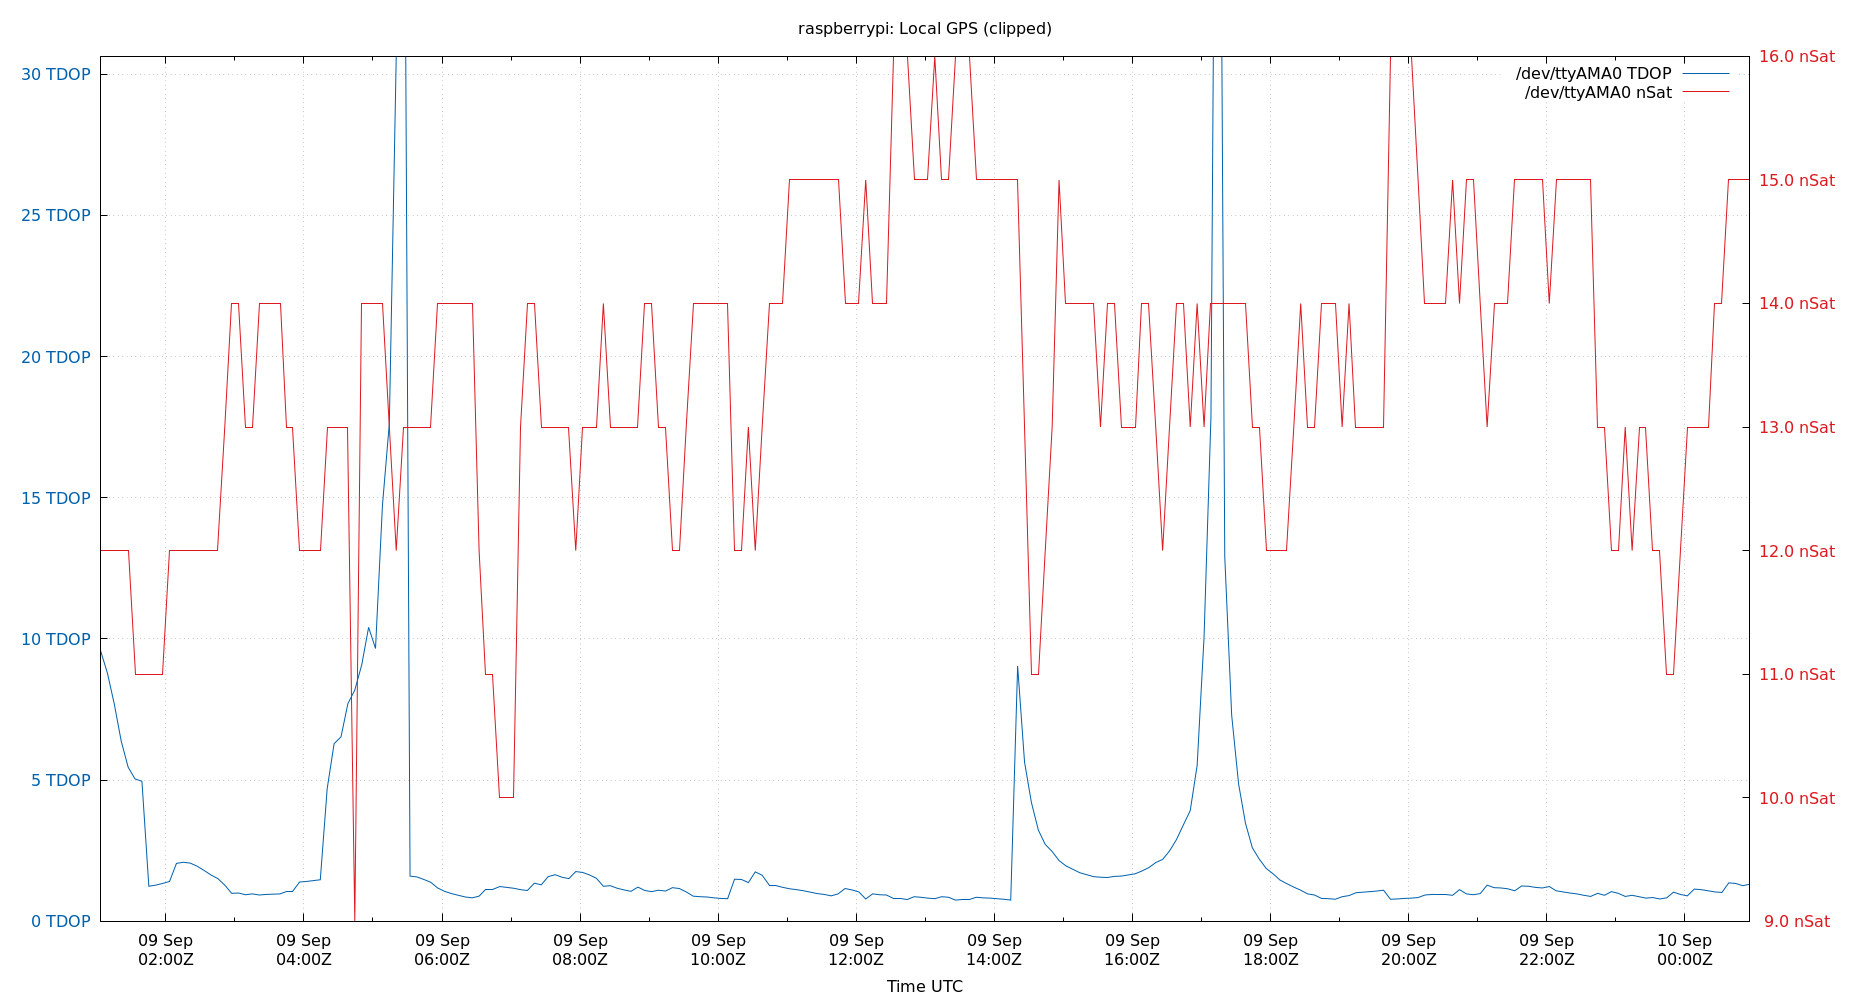 raspberrypi: Local GPS (clipped)
/dev/ttyAMA0 TDOP
/dev/ttyAMA0 nSat
30 TDOP
25 TDOP
20 TDOP
15 TDOP
10 TDOP
5 TDOP
0 TDOP
16.0 nSat
15.0 nSat
14.0 nSat
13.0 nSat
12.0 nSat
11.0 nSat
10.0 nSat
9.0 nSat
09 Sep
02:00Z
09 Sep
04:00Z
09 Sep
06:00Z
09 Sep
08:00Z
09 Sep
10:00Z
09 Sep
12:00Z
09 Sep
14:00Z
09 Sep
16:00Z
09 Sep
18:00Z
09 Sep
20:00Z
09 Sep
22:00Z
10 Sep
00:00Z
Time UTC